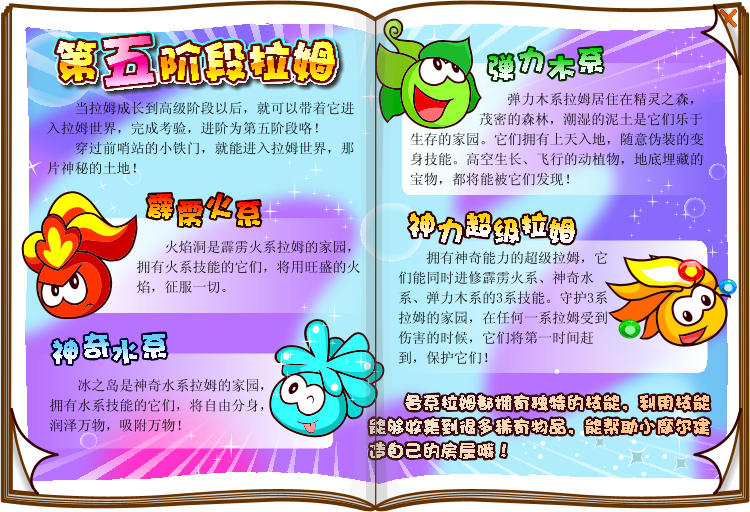 第五阶段拉姆
当拉姆成长到高级阶段以后，就可以带着它进
入拉姆世界，完成考验，进阶为第五阶段咯！
穿过前哨站的小铁门，就能进入拉姆世界，那
片神秘的土地！
霹雳火系
火焰洞是霹雳火系拉姆的家园，
拥有火系技能的它们，将用旺盛的火
焰，征服一切。
神奇水系
冰之岛是神奇水系拉姆的家园，
拥有水系技能的它们，将自由分身，
润泽万物，吸附万物！
弹力木系
弹力木系拉姆居住在精灵之森，
茂密的森林，潮湿的泥土是它们乐于
生存的家园。它们拥有上天入地，随意伪装的变
身技能。高空生长、飞行的动植物，地底埋藏的
宝物，都将能被它们发现！
神力超级拉姆
拥有神奇能力的超级拉姆，它
们能同时进修霹雳火系、神奇水
系、弹力木系的3系技能。守护3系
拉姆的家园，在任何一系拉姆受到
伤害的时候，它们将第一时间赶
到，保护它们！
各系拉姆都拥有独特的技能，利用技能
能够收集到很多稀有物品，能帮助小摩尔建
造自己的房屋哦！